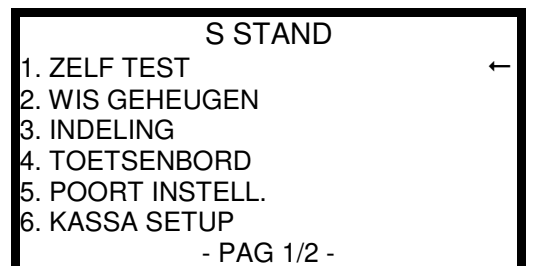 S STAND
1. ZELF TEST ←
2. WIS GEHEUGEN
3. INDELING
4. TOETSENBORD
5. POORT INSTELL.
6. KASSA SETUP
- PAG 1/2 -